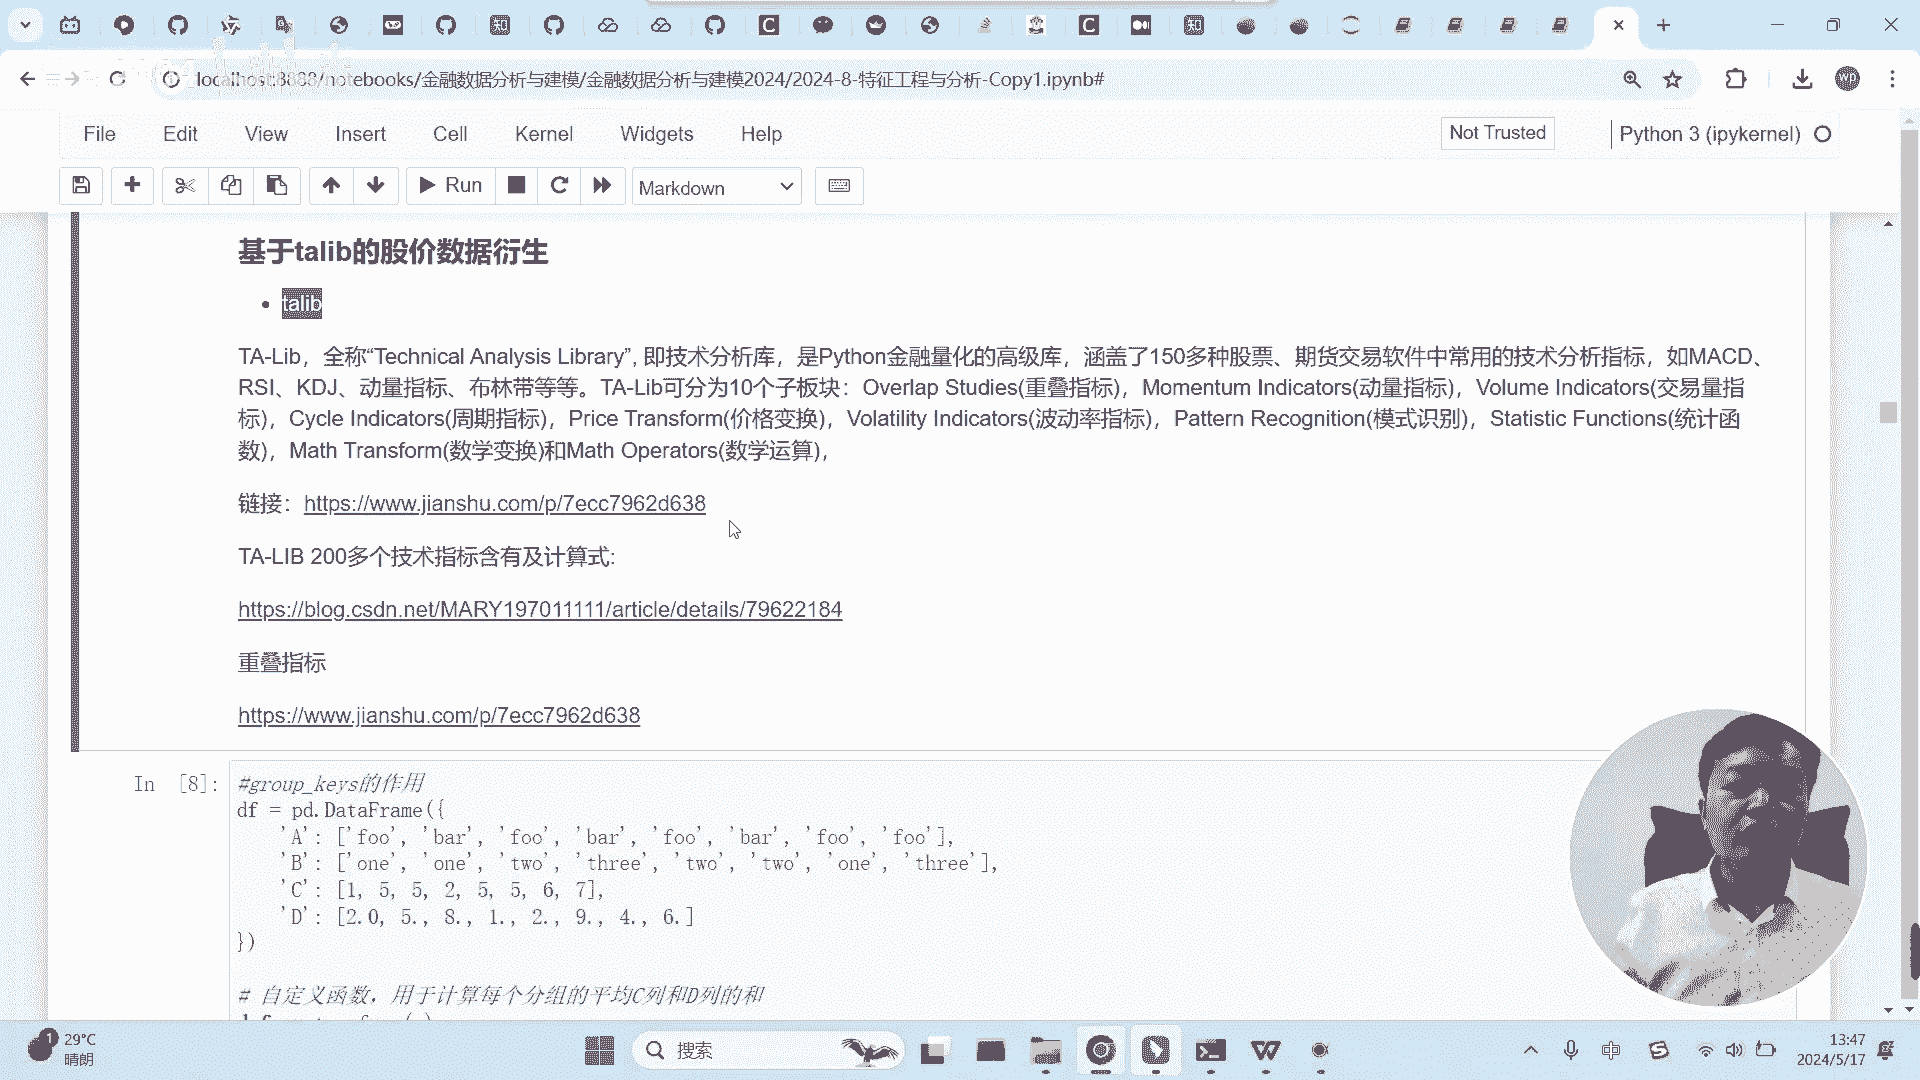 localhost:8888/notebooks/金融数据分析与建模/金融数据分析与建模2024/2024-8-特征工程与分析-Copy1.ipynb#
wp
File Edit View Insert Cell Kernel Widgets Help
Not Trusted
Python 3 (ipykernel)
Run
Markdown
基于talib的股价数据衍生
talib
TA-Lib，全称“Technical Analysis Library”, 即技术分析库，是Python金融量化的高级库，涵盖了150多种股票、期货交易软件中常用的技术分析指标，如MACD、
RSI、KDJ、动量指标、布林带等等。TA-Lib可分为10个子板块：Overlap Studies(重叠指标)，Momentum Indicators(动量指标)，Volume Indicators(交易量指
标)，Cycle Indicators(周期指标)，Price Transform(价格变换)，Volatility Indicators(波动率指标)，Pattern Recognition(模式识别)，Statistic Functions(统计函
数)，Math Transform(数学变换)和Math Operators(数学运算)，
链接：https://www.jianshu.com/p/7ecc7962d638
TA-LIB 200多个技术指标含有及计算式:
https://blog.csdn.net/MARY197011111/article/details/79622184
重叠指标
https://www.jianshu.com/p/7ecc7962d638
In [8]:
#group_keys的作用
df = pd.DataFrame({
'A': ['foo', 'bar', 'foo', 'bar', 'foo', 'bar', 'foo', 'foo'],
'B': ['one', 'one', 'two', 'three', 'two', 'two', 'one', 'three'],
'C': [1, 5, 5, 2, 5, 5, 6, 7],
'D': [2.0, 5., 8., 1., 2., 9., 4., 6.]
})
# 自定义函数，用于计算每个分组的平均C列和D列的和
1
29°C
晴朗
搜索
中
13:47
2024/5/17